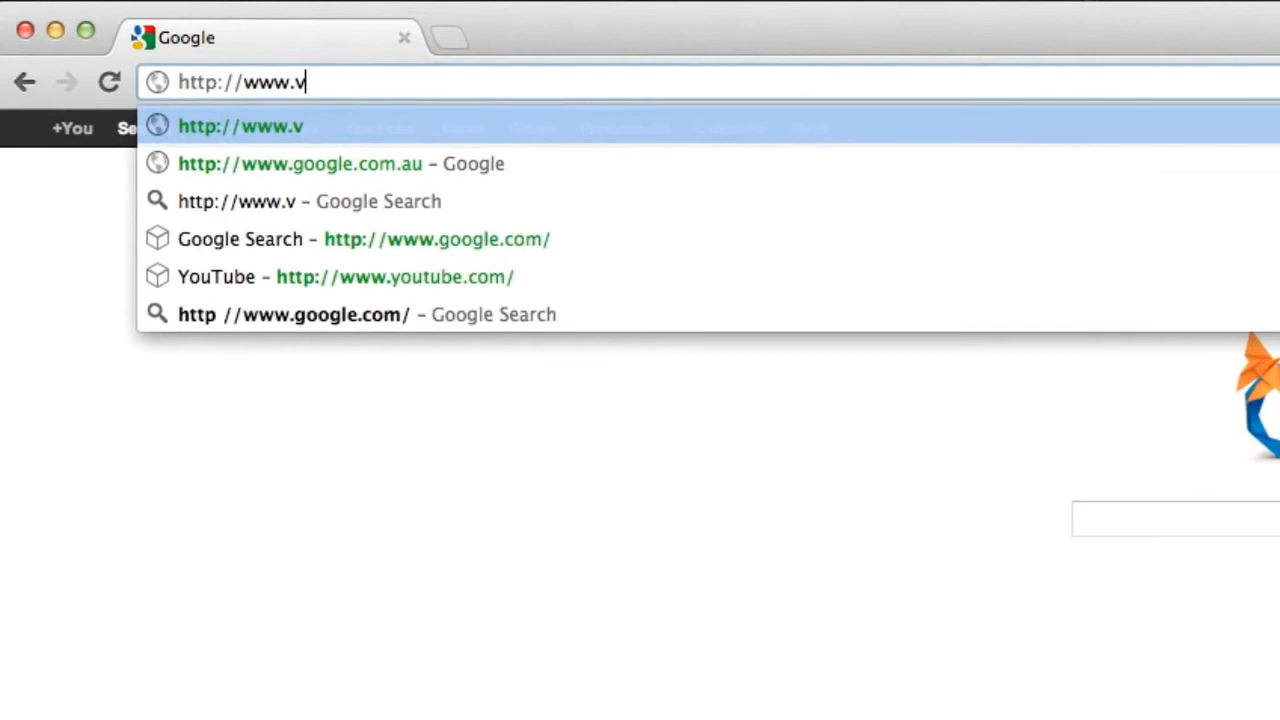 Google
http://www.v
+You
Se
http://www.v
http://www.google.com.au – Google
http://www.v – Google Search
Google Search – http://www.google.com/
YouTube – http://www.youtube.com/
http //www.google.com/ – Google Search